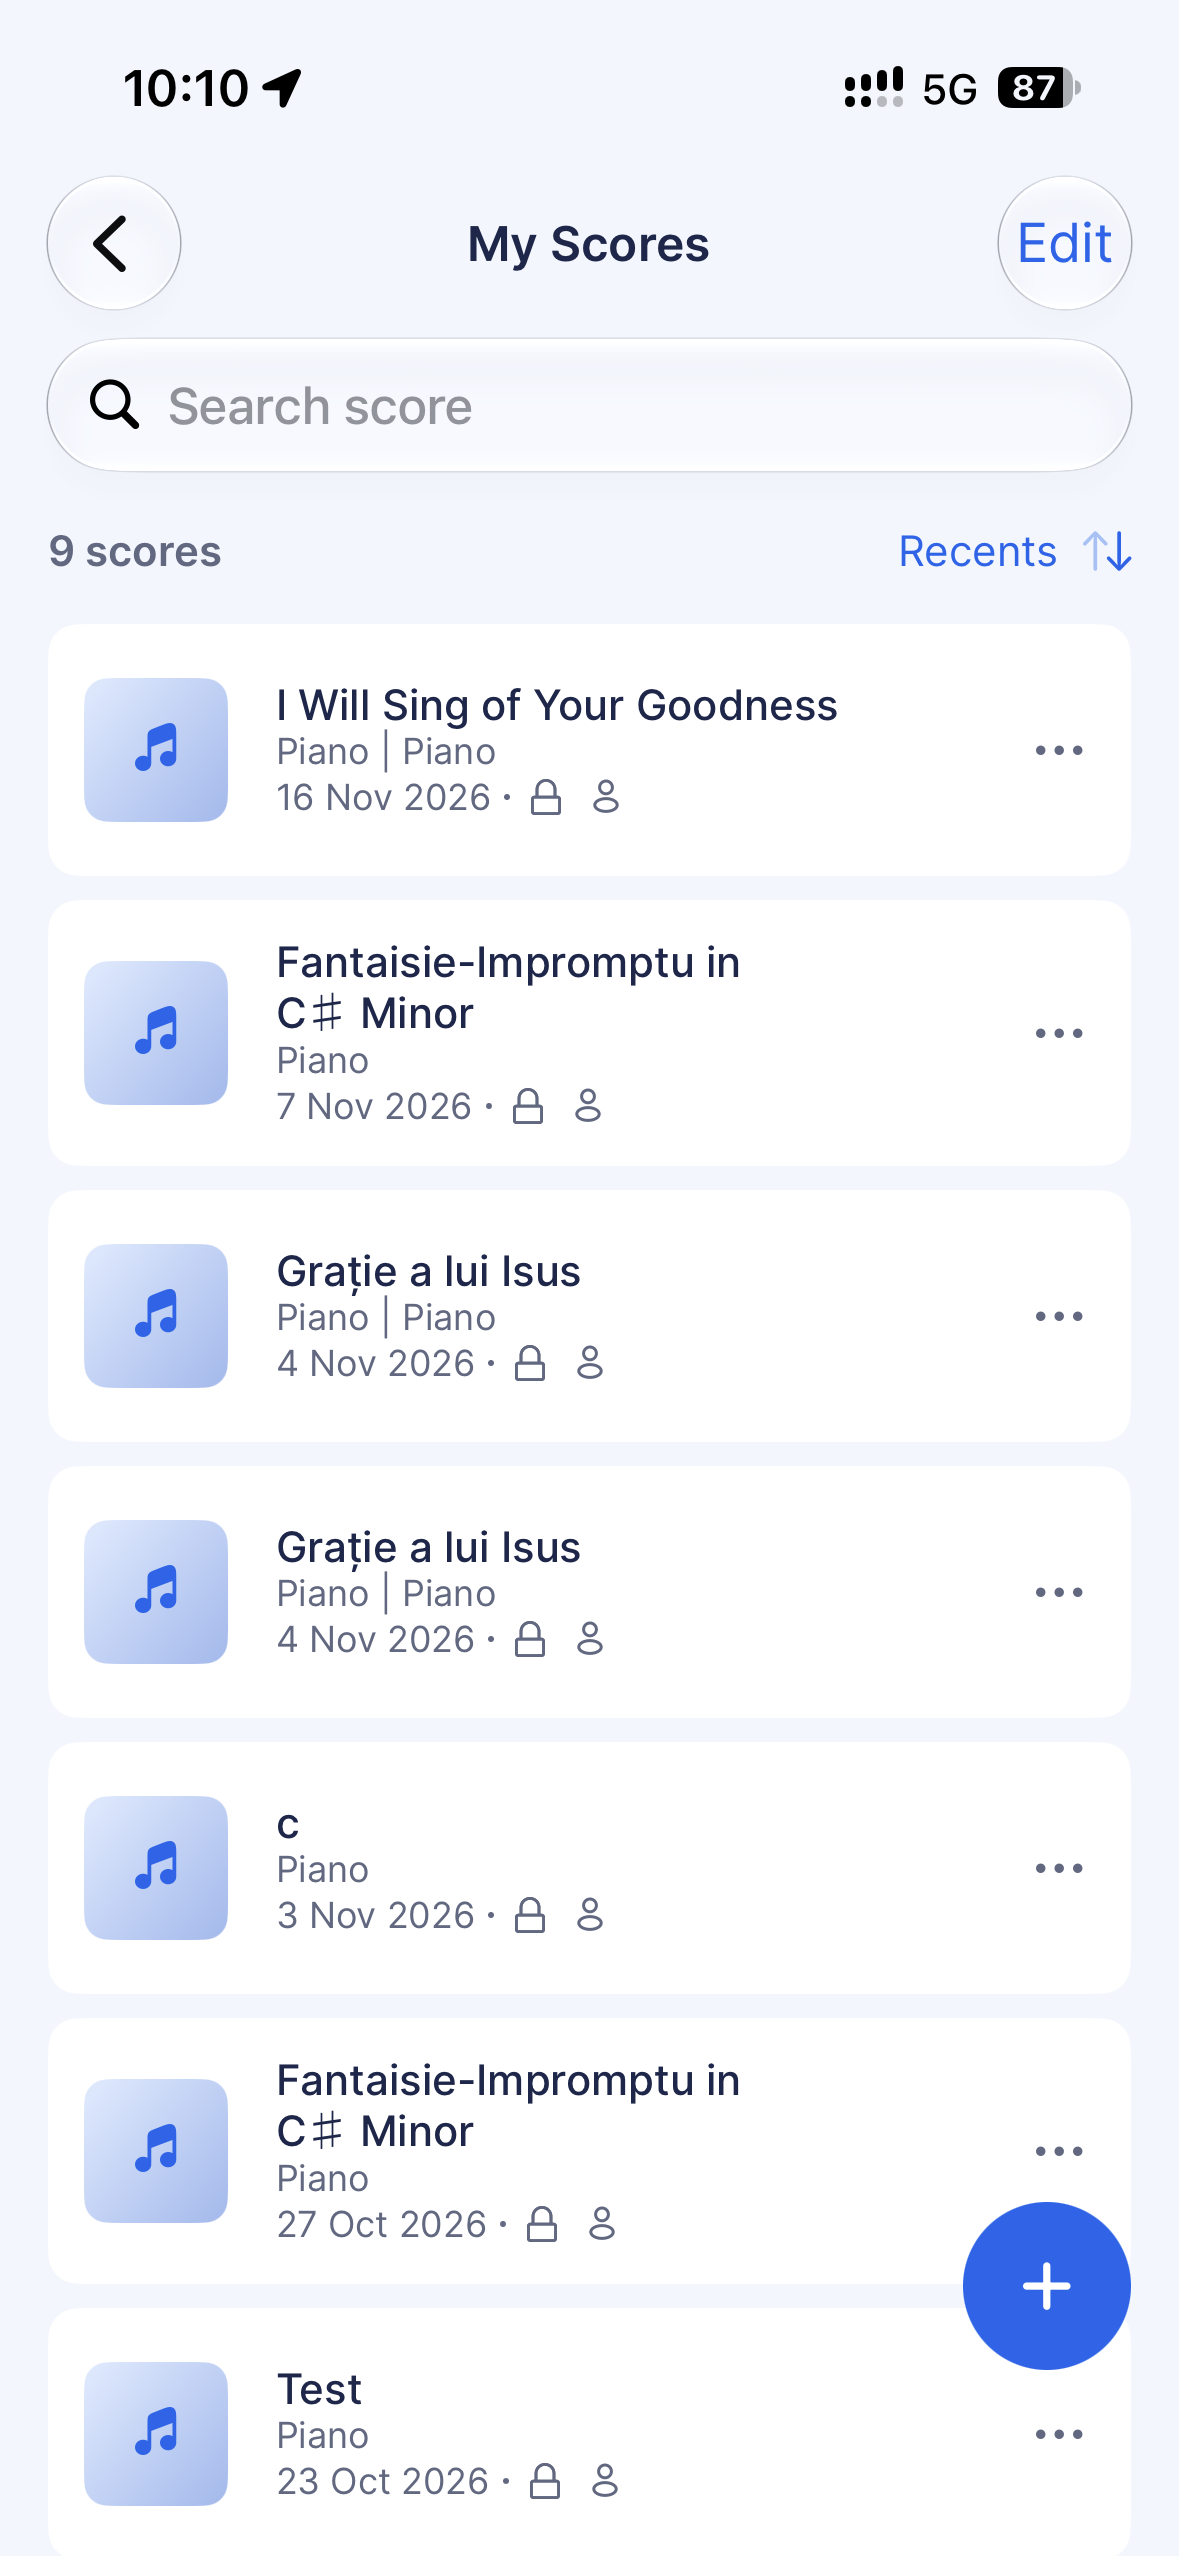 10:10
5G
87
My Scores
Edit
Search score
9 scores
Recents
I Will Sing of Your Goodness
Piano | Piano
16 Nov 2026 •
Fantaisie-Impromptu in
C♯ Minor
Piano
7 Nov 2026 •
Grație a lui Isus
Piano | Piano
4 Nov 2026 •
Grație a lui Isus
Piano | Piano
4 Nov 2026 •
c
Piano
3 Nov 2026 •
Fantaisie-Impromptu in
C♯ Minor
Piano
27 Oct 2026 •
Test
Piano
23 Oct 2026 •